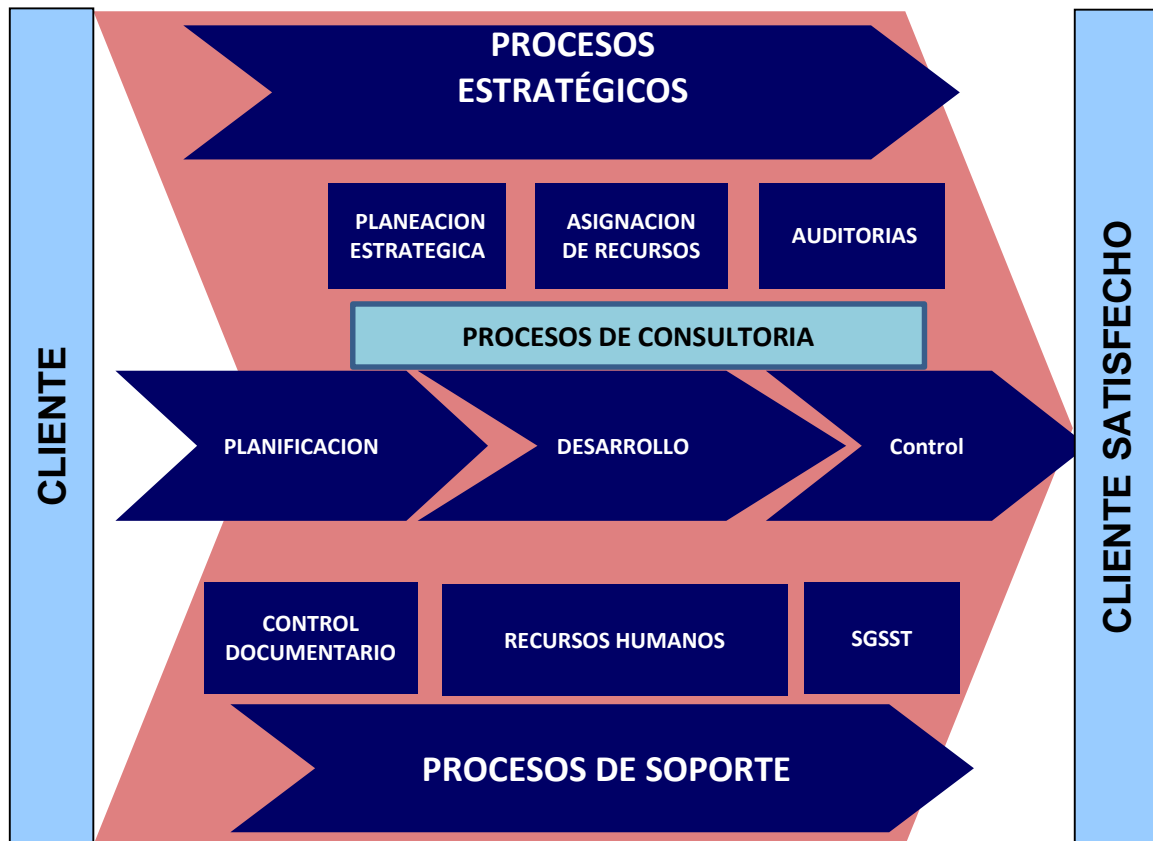 CLIENTE
PROCESOS
ESTRATÉGICOS
PLANEACION
ESTRATEGICA
ASIGNACION
DE RECURSOS
AUDITORIAS
PROCESOS DE CONSULTORIA
PLANIFICACION
DESARROLLO
Control
CONTROL
DOCUMENTARIO
RECURSOS HUMANOS
SGSST
PROCESOS DE SOPORTE
CLIENTE SATISFECHO